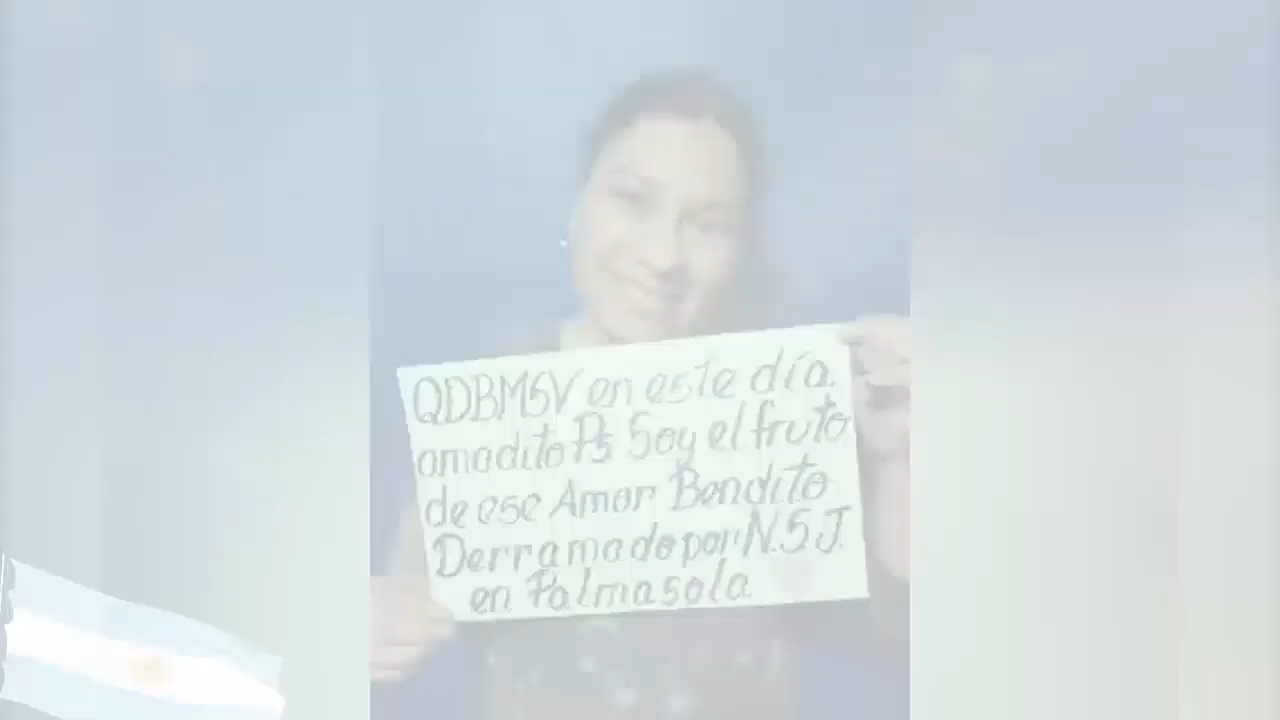 QDBMSV en este día
amadito Ps Soy el fruto
de ese Amor Bendito
Derramado por N.S.J.
en Palmasola